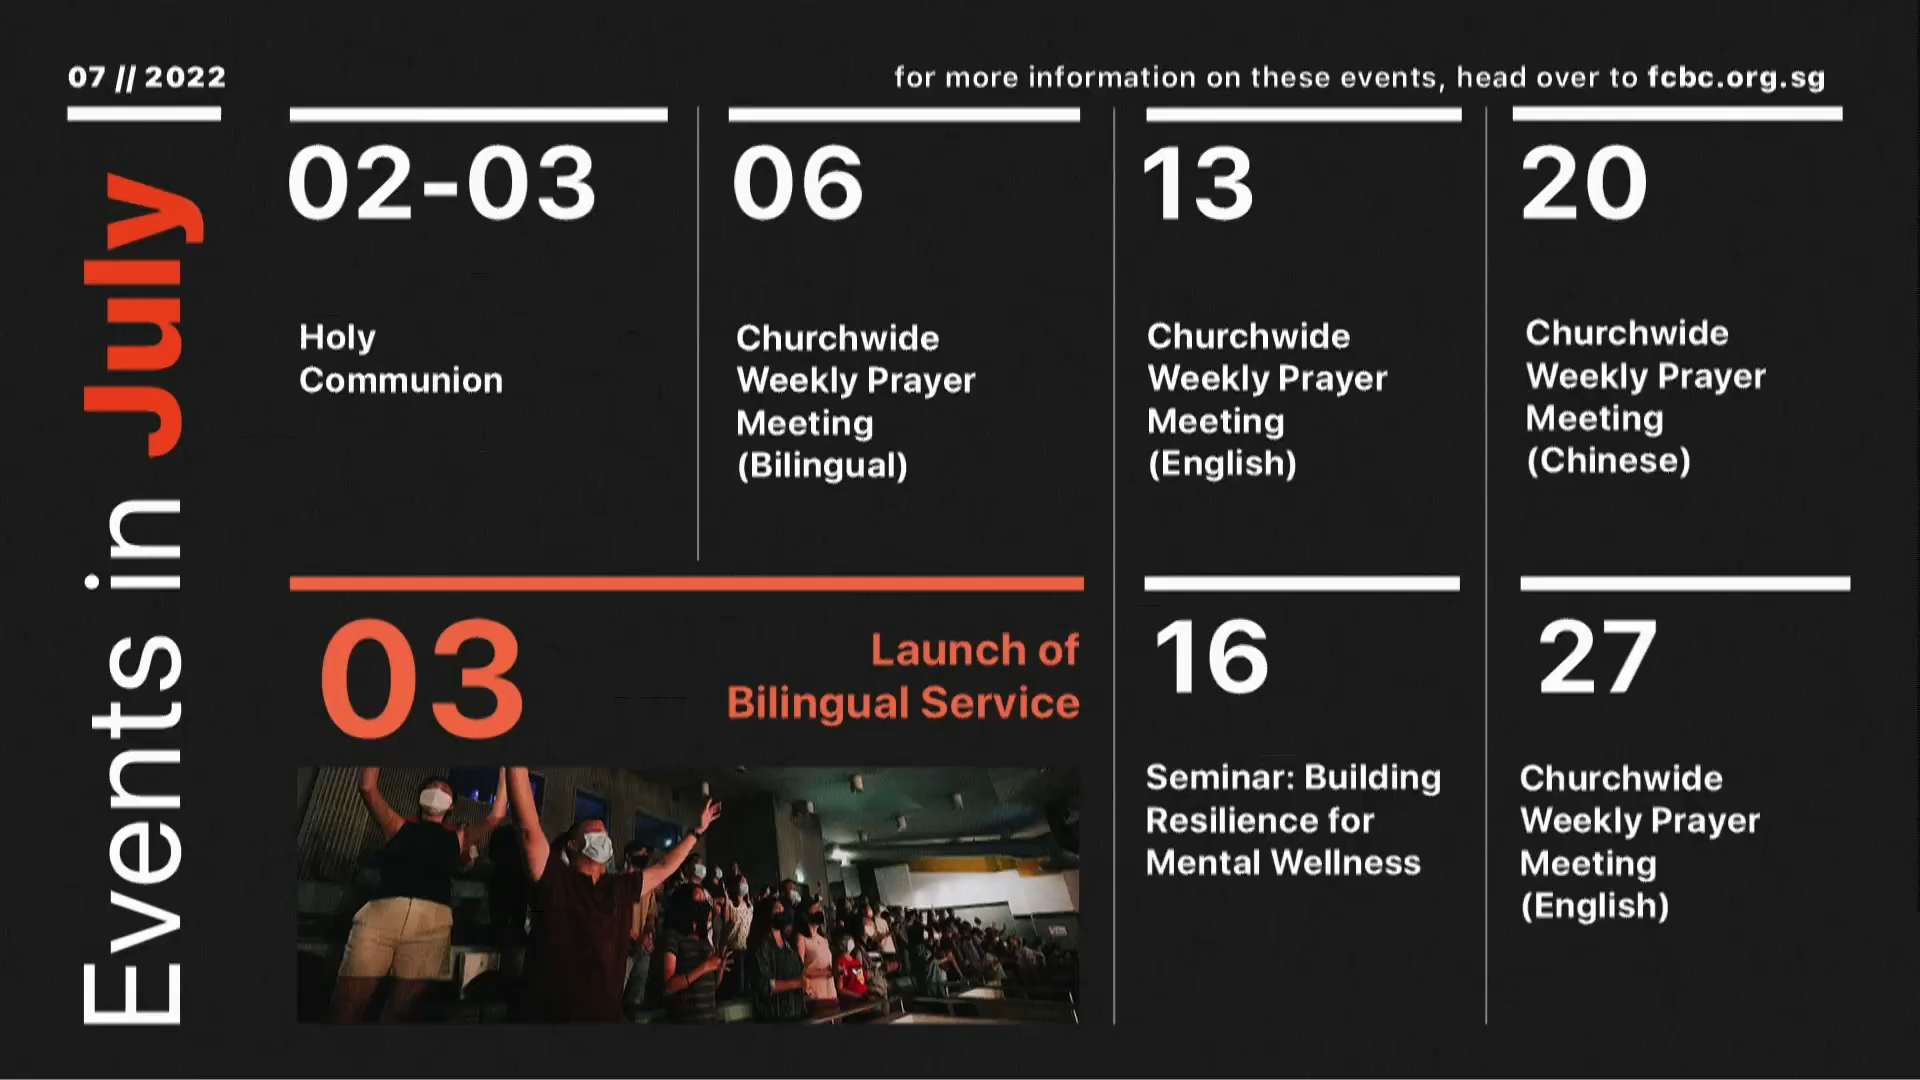 07 // 2022
for more information on these events, head over to fcbc.org.sg
Events in July
02-03
Holy
Communion
06
Churchwide
Weekly Prayer
Meeting
(Bilingual)
13
Churchwide
Weekly Prayer
Meeting
(English)
20
Churchwide
Weekly Prayer
Meeting
(Chinese)
03
Launch of
Bilingual Service
16
Seminar: Building
Resilience for
Mental Wellness
27
Churchwide
Weekly Prayer
Meeting
(English)